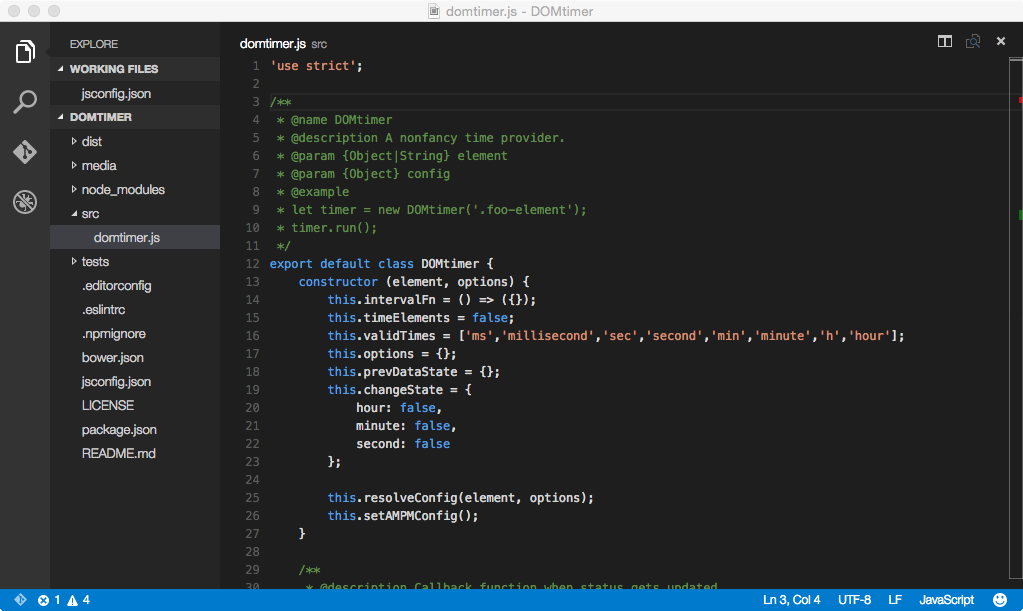 domtimer.js - DOMtimer
EXPLORE
WORKING FILES
jsconfig.json
DOMTIMER
dist
media
node_modules
src
domtimer.js
tests
.editorconfig
.eslintrc
.npmignore
bower.json
jsconfig.json
LICENSE
package.json
README.md
domtimer.js src
1 'use strict';
2
3 /**
4 * @name DOMtimer
5 * @description A nonfancy time provider.
6 * @param {Object|String} element
7 * @param {Object} config
8 * @example
9 * let timer = new DOMtimer('.foo-element');
10 * timer.run();
11 */
12 export default class DOMtimer {
13 constructor (element, options) {
14 this.intervalFn = () => ({});
15 this.timeElements = false;
16 this.validTimes = ['ms','millisecond','sec','second','min','minute','h','hour'];
17 this.options = {};
18 this.prevDataState = {};
19 this.changeState = {
20 hour: false,
21 minute: false,
22 second: false
23 };
24
25 this.resolveConfig(element, options);
26 this.setAMPMConfig();
27 }
28
29 /**
30 * @description Callback function when status gets updated
1 4
Ln 3, Col 4 UTF-8 LF JavaScript